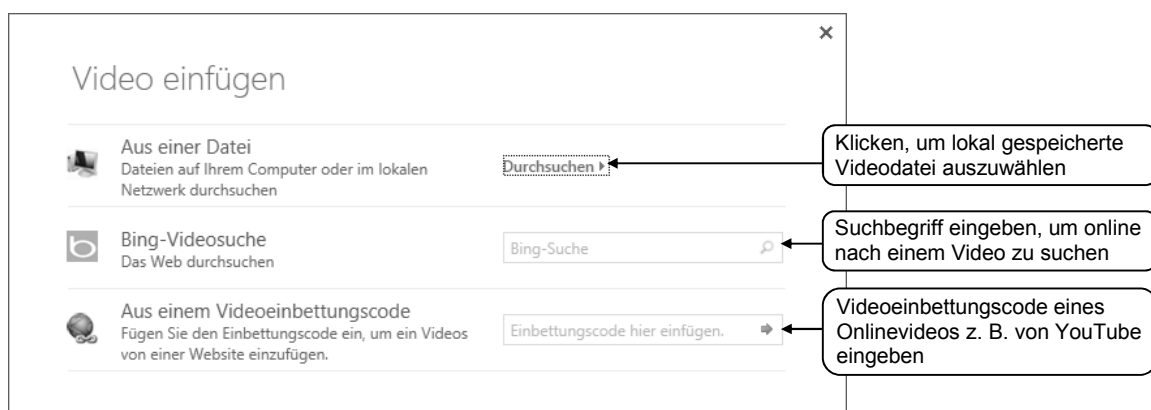 Video einfügen
Aus einer Datei
Dateien auf Ihrem Computer oder im lokalen
Netzwerk durchsuchen
Durchsuchen
Klicken, um lokal gespeicherte
Videodatei auszuwählen
Bing-Videosuche
Das Web durchsuchen
Bing-Suche
Suchbegriff eingeben, um online
nach einem Video zu suchen
Aus einem Videoeinbettungscode
Fügen Sie den Einbettungscode ein, um ein Videos
von einer Website einzufügen.
Einbettungscode hier einfügen.
Videoeinbettungscode eines
Onlinevideos z. B. von YouTube
eingeben